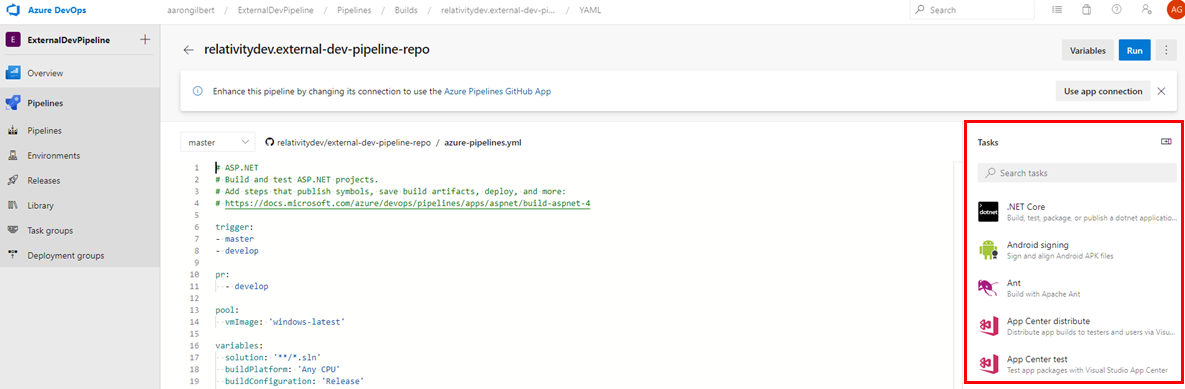 Azure DevOps
aarongilbert / ExternalDevPipeline / Pipelines / Builds / relativitydev.external-dev-pi... / YAML
Search
AG
E ExternalDevPipeline
Overview
Pipelines
Pipelines
Environments
Releases
Library
Task groups
Deployment groups
relativitydev.external-dev-pipeline-repo
Variables
Run
Enhance this pipeline by changing its connection to use the Azure Pipelines GitHub App
Use app connection
master
relativitydev/external-dev-pipeline-repo / azure-pipelines.yml
1 # ASP.NET
2 # Build and test ASP.NET projects.
3 # Add steps that publish symbols, save build artifacts, deploy, and more:
4 # https://docs.microsoft.com/azure/devops/pipelines/apps/aspnet/build-aspnet-4
5
6 trigger:
7 - master
8 - develop
9
10 pr:
11 - develop
12
13 pool:
14 vmImage: 'windows-latest'
15
16 variables:
17 solution: '**/*.sln'
18 buildPlatform: 'Any CPU'
19 buildConfiguration: 'Release'
Tasks
Search tasks
dotnet
.NET Core
Build, test, package, or publish a dotnet applicatio...
Android signing
Sign and align Android APK files
Ant
Build with Apache Ant
App Center distribute
Distribute app builds to testers and users via Visu...
App Center test
Test app packages with Visual Studio App Center